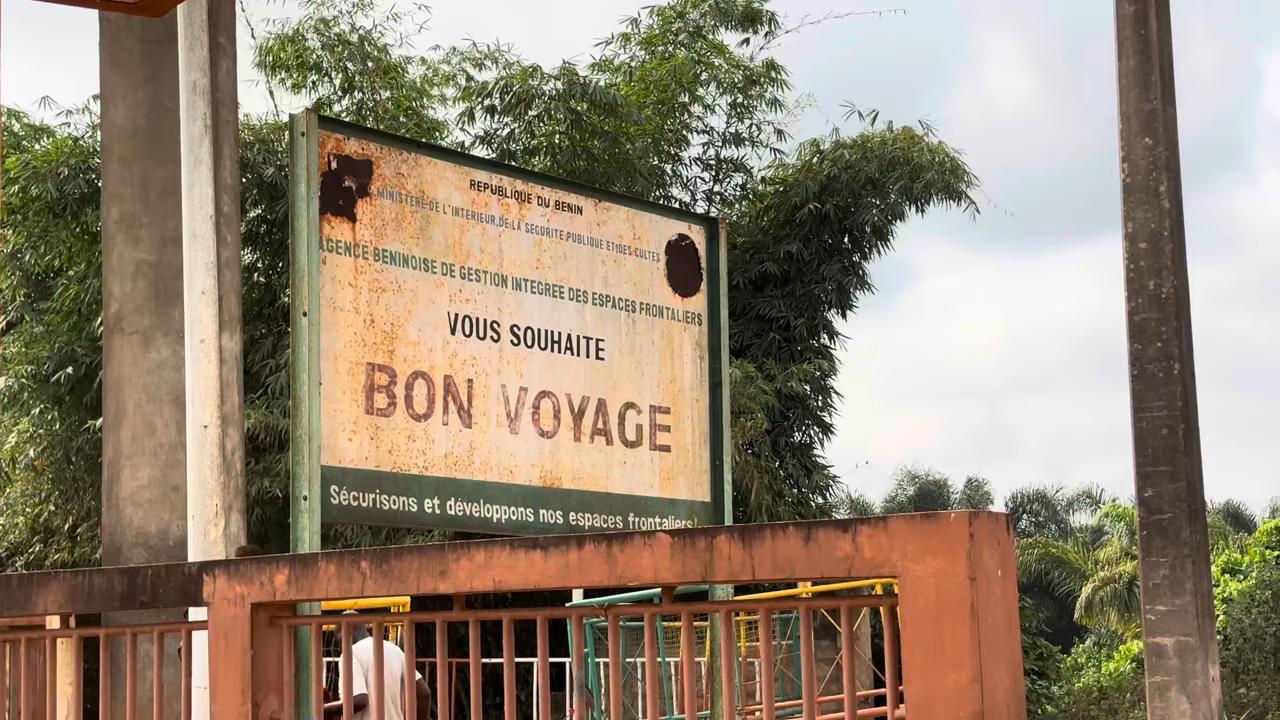 REPUBLIQUE DU BENIN
MINISTERE DE L'INTERIEUR,DE LA SECURITE PUBLIQUE ET DES CULTES
AGENCE BENINOISE DE GESTION INTEGREE DES ESPACES FRONTALIERS
VOUS SOUHAITE
BON VOYAGE
Sécurisons et développons nos espaces frontaliers!